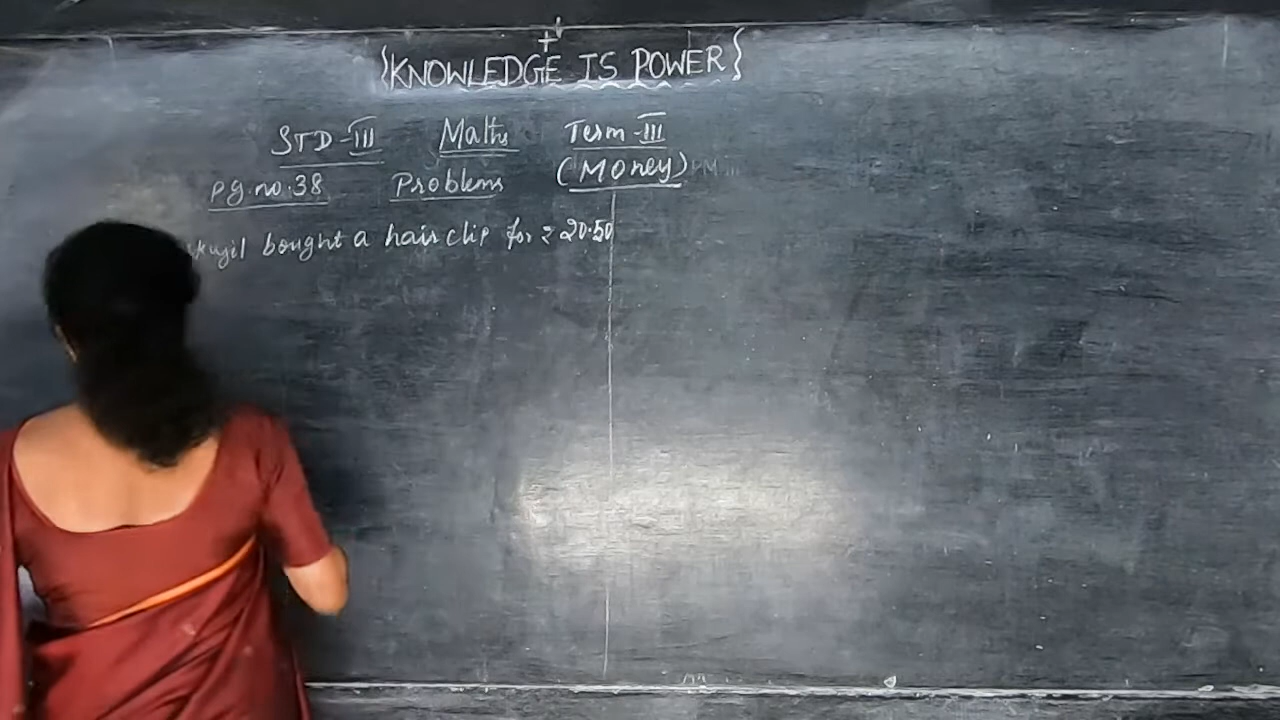 {KNOWLEDGE IS POWER}
STD-III Maths Term-III
Pg.no.38 Problems (Money)
bought a hair clip for ₹ 20.50